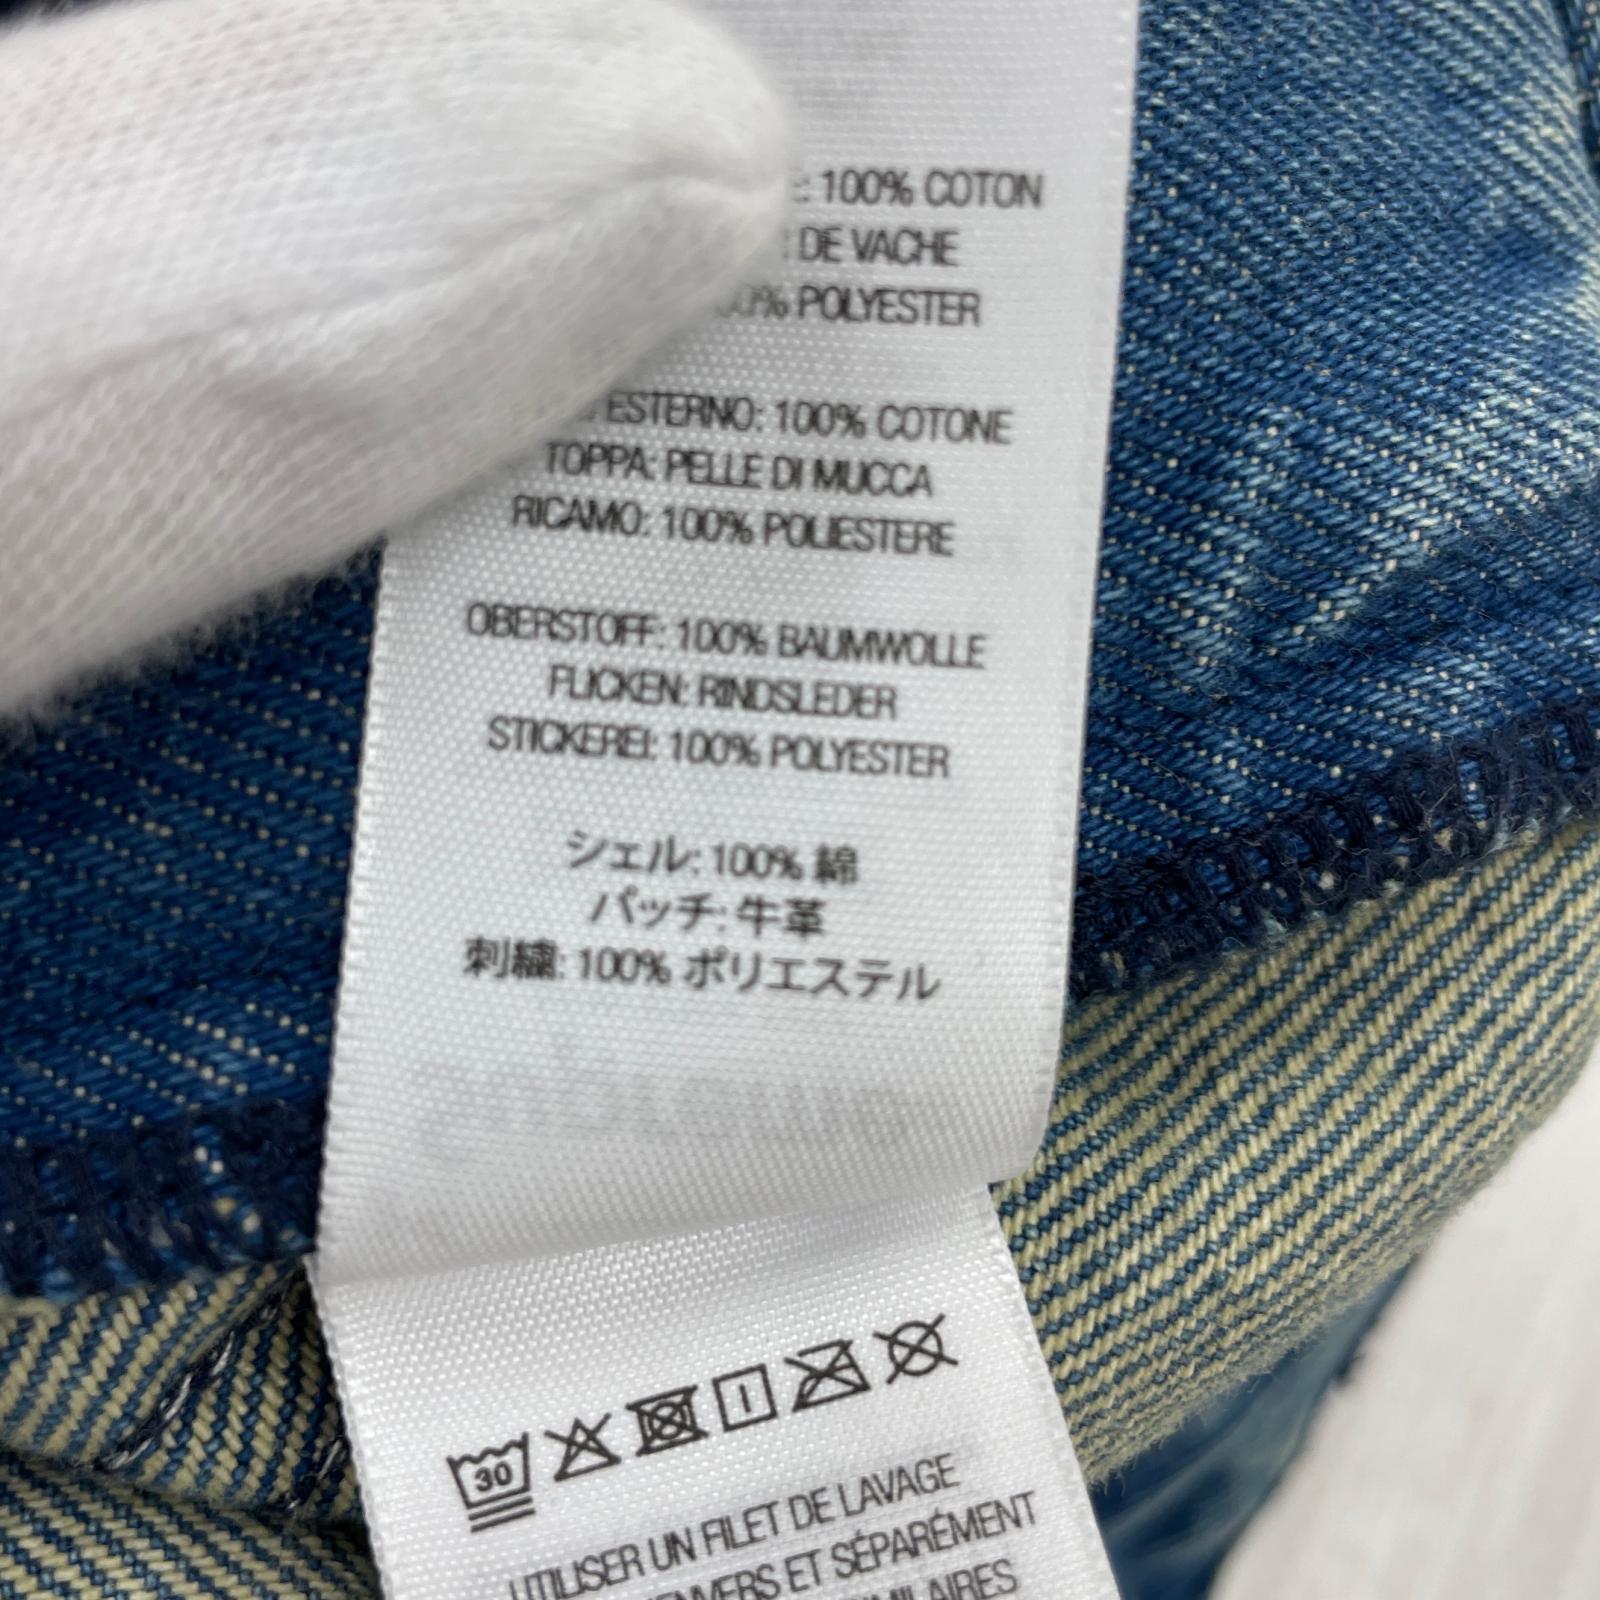 : 100% COTON
DE VACHE
POLYESTER
ESTERNO: 100% COTONE
TOPPA: PELLE DI MUCCA
RICAMO: 100% POLIESTERE
OBERSTOFF: 100% BAUMWOLLE
FLICKEN: RINDSLEDER
STICKEREI: 100% POLYESTER
シェル: 100% 綿
パッチ: 牛革
刺繍: 100% ポリエステル
30
UTILISER UN FILET DE LAVAGE
ET SÉPARÉMENT